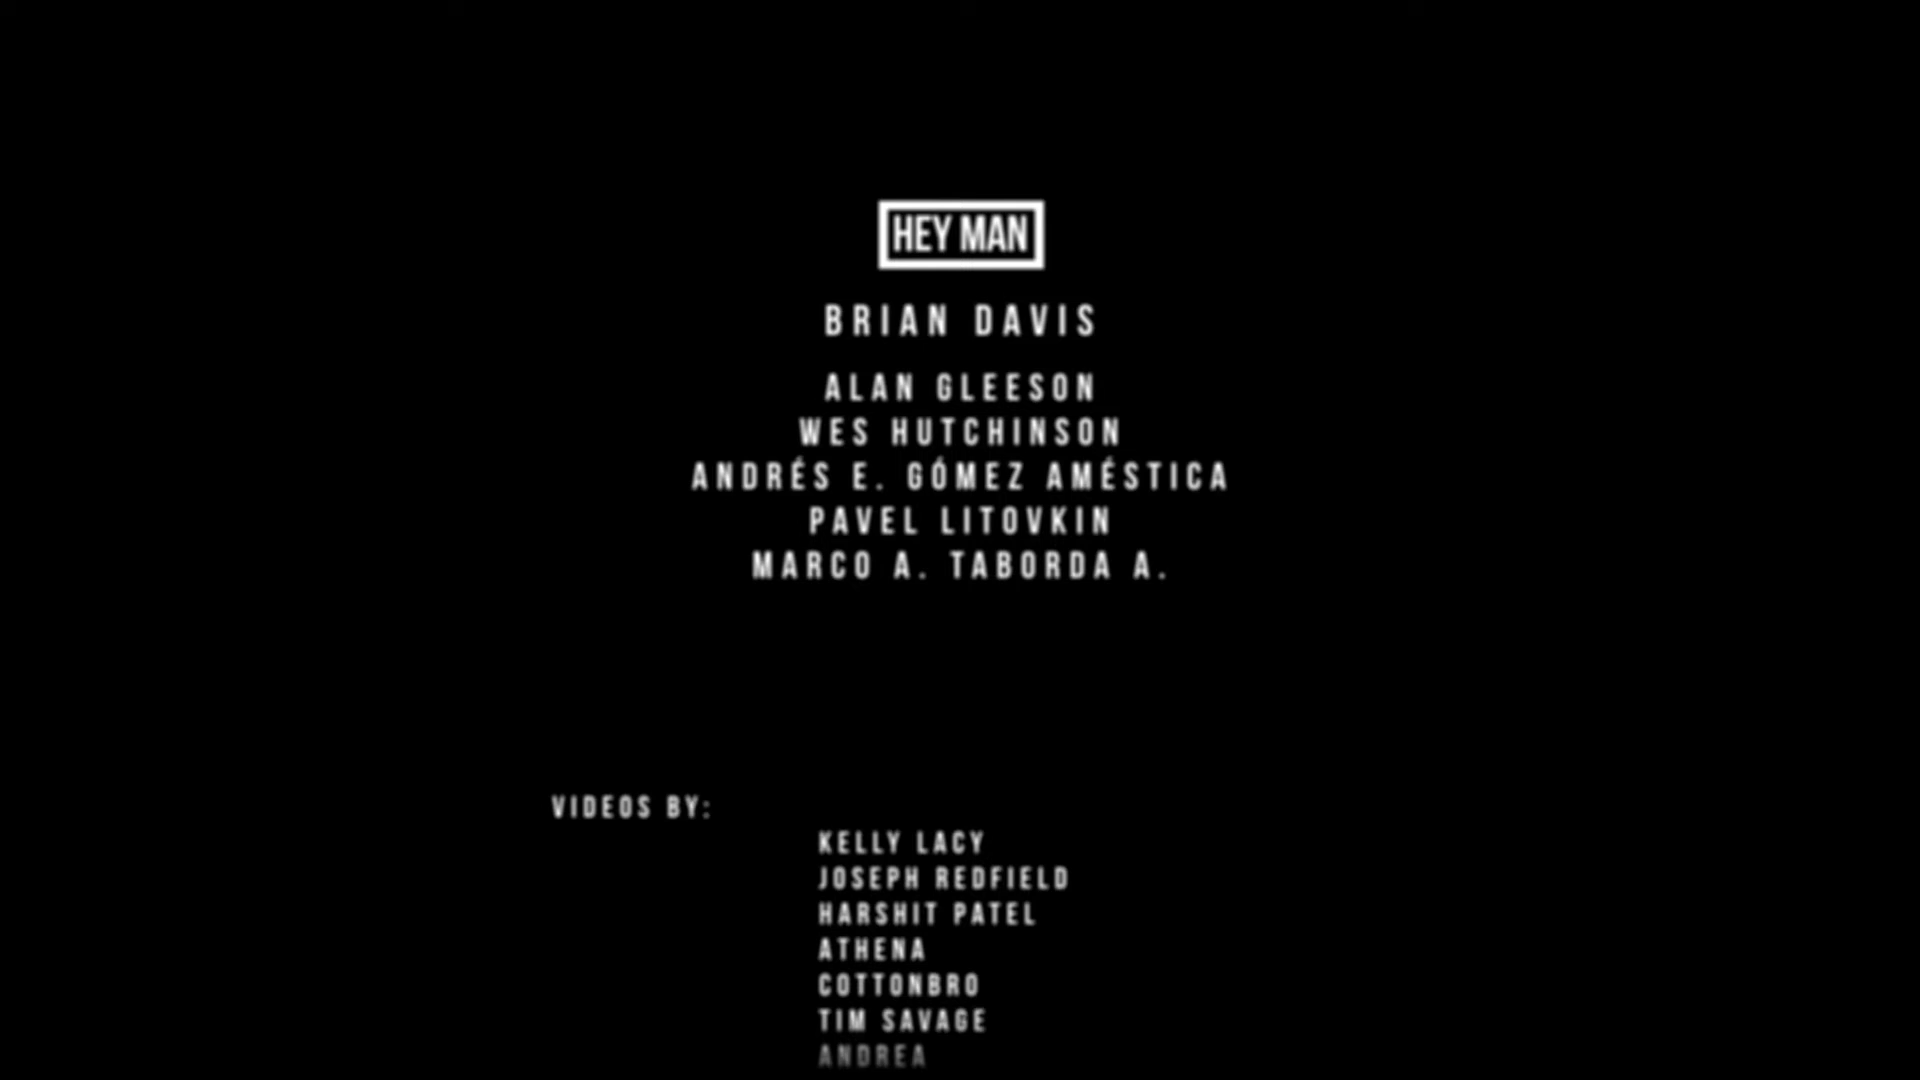 HEY MAN
BRIAN DAVIS
ALAN GLEESON
WES HUTCHINSON
ANDRÉS E. GÓMEZ AMÉSTICA
PAVEL LITOVKIN
MARCO A. TABORDA A.
VIDEOS BY:
KELLY LACY
JOSEPH REDFIELD
HARSHIT PATEL
ATHENA
COTTONBRO
TIM SAVAGE
ANDREA